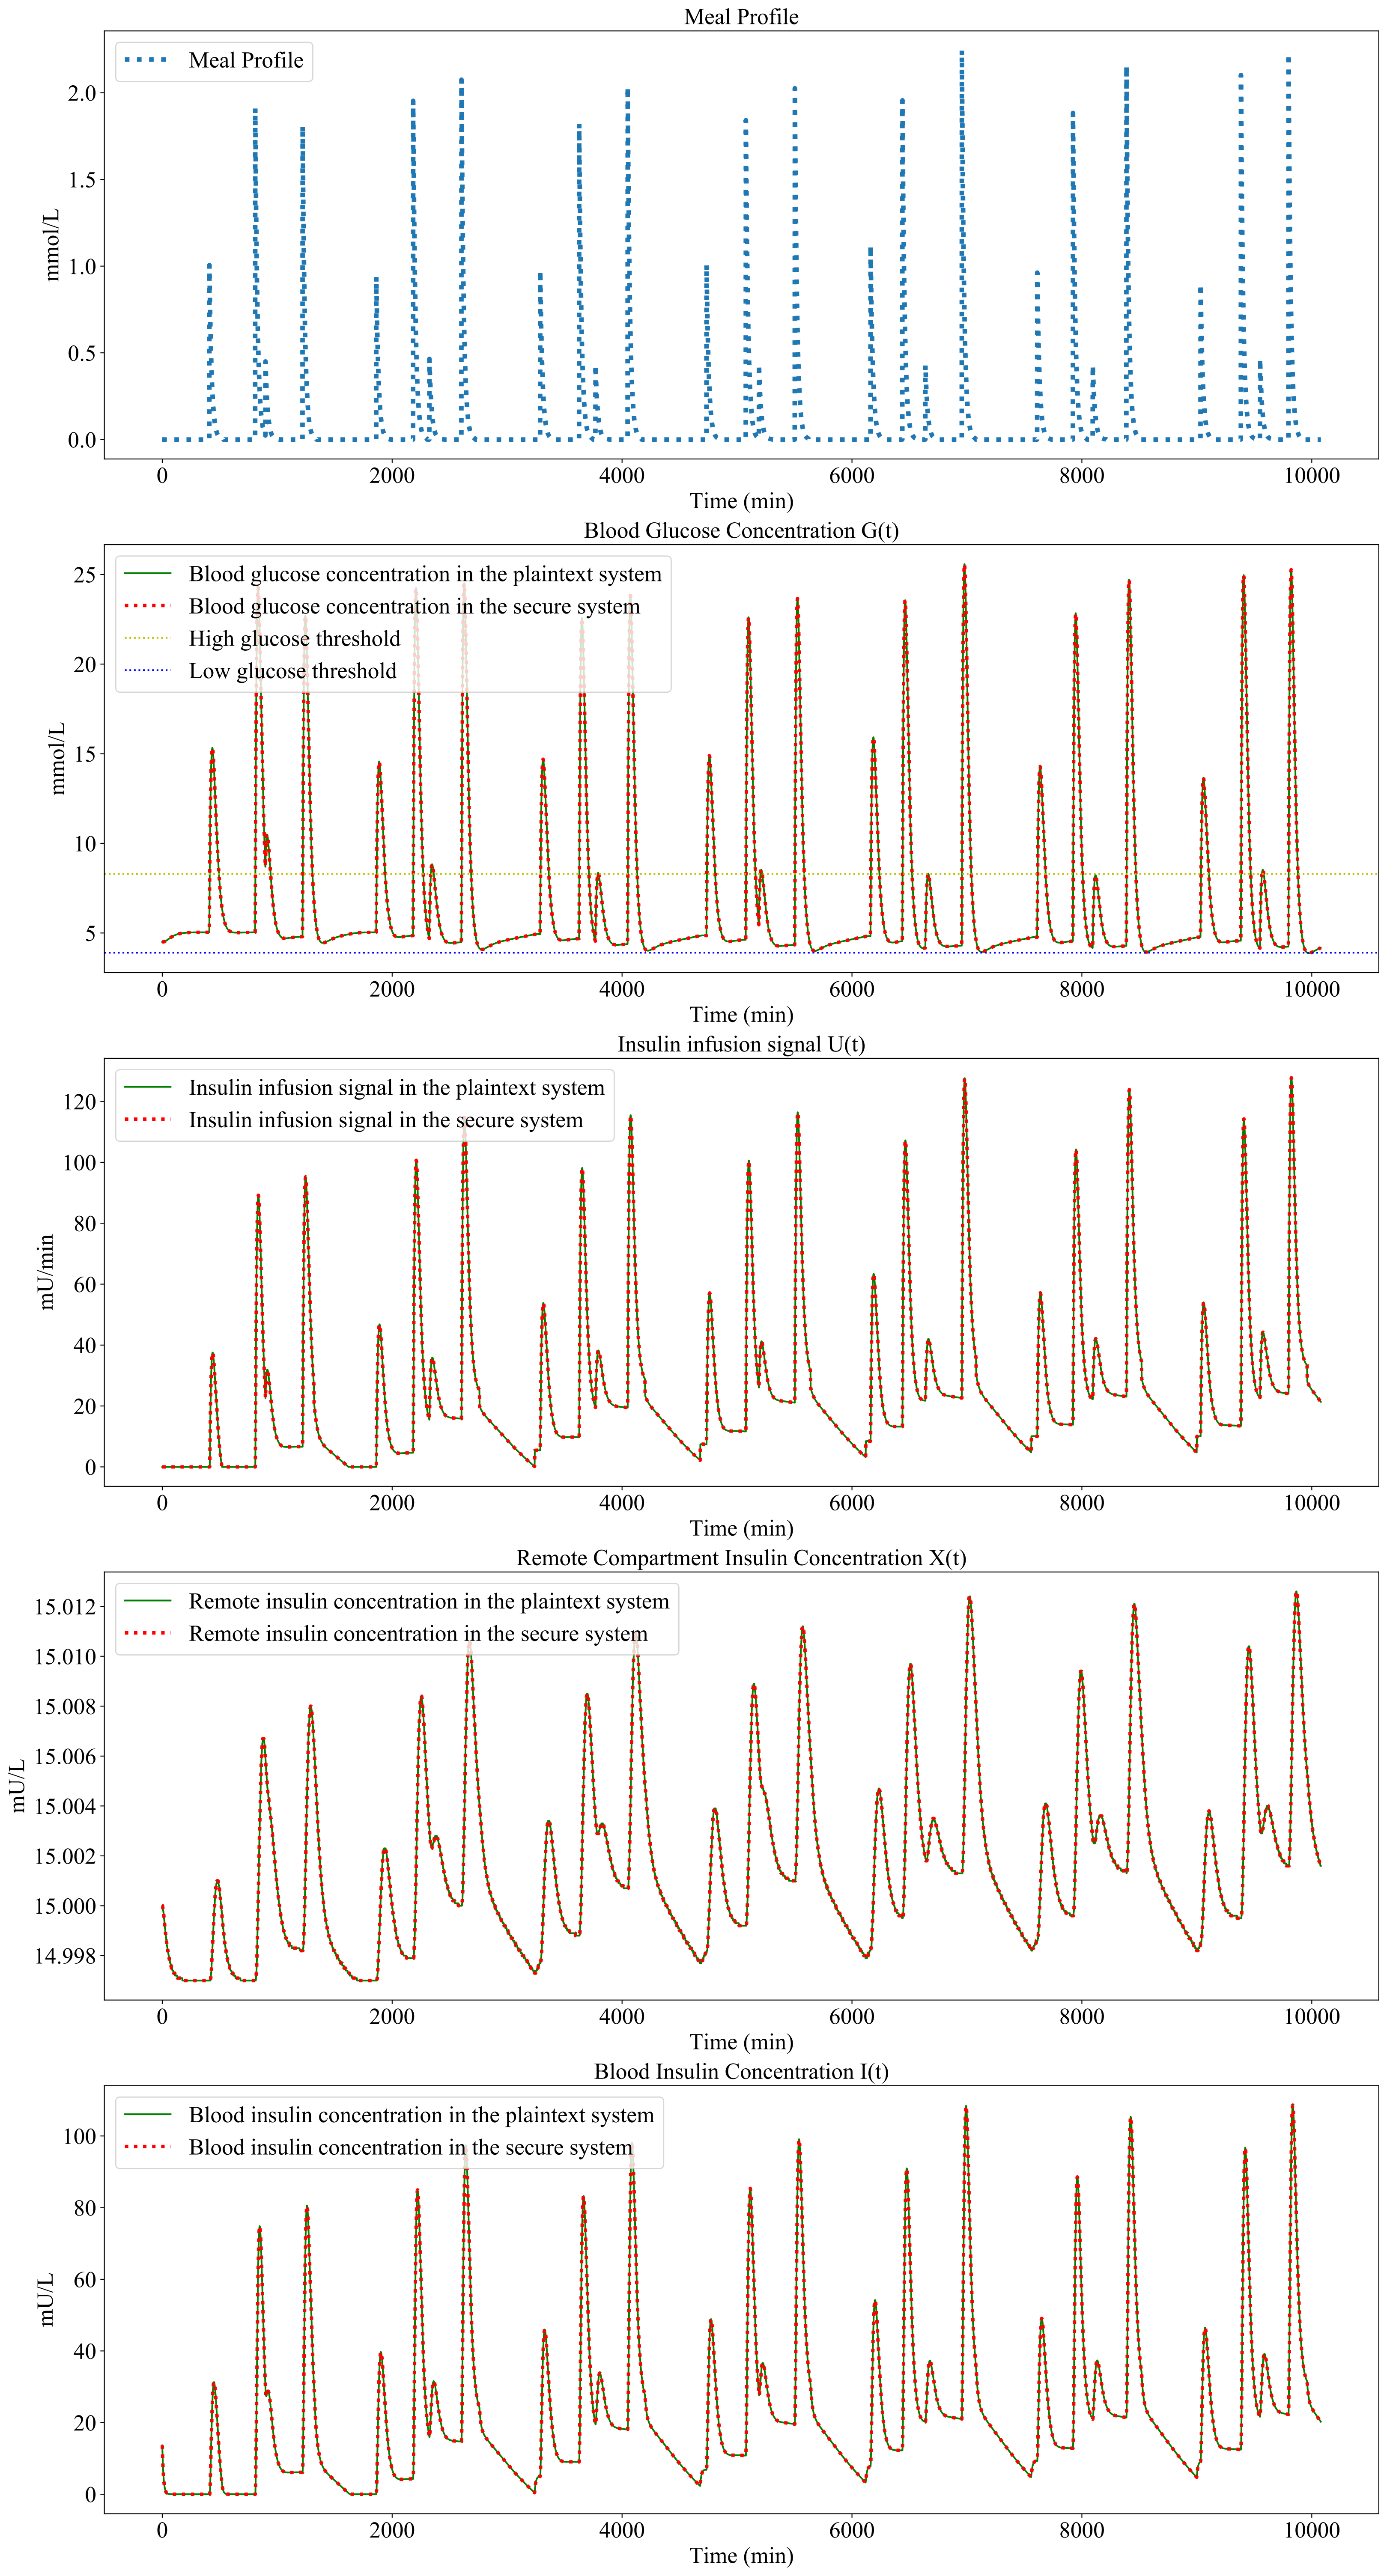 Meal Profile
Meal Profile
mmol/L
2.0
1.5
1.0
0.5
0.0
0 2000 4000 6000 8000 10000
Time (min)
Blood Glucose Concentration G(t)
Blood glucose concentration in the plaintext system
Blood glucose concentration in the secure system
High glucose threshold
Low glucose threshold
mmol/L
25
20
15
10
5
0 2000 4000 6000 8000 10000
Time (min)
Insulin infusion signal U(t)
Insulin infusion signal in the plaintext system
Insulin infusion signal in the secure system
mU/min
120
100
80
60
40
20
0
0 2000 4000 6000 8000 10000
Time (min)
Remote Compartment Insulin Concentration X(t)
Remote insulin concentration in the plaintext system
Remote insulin concentration in the secure system
mU/L
15.012
15.010
15.008
15.006
15.004
15.002
15.000
14.998
0 2000 4000 6000 8000 10000
Time (min)
Blood Insulin Concentration I(t)
Blood insulin concentration in the plaintext system
Blood insulin concentration in the secure system
mU/L
100
80
60
40
20
0
0 2000 4000 6000 8000 10000
Time (min)